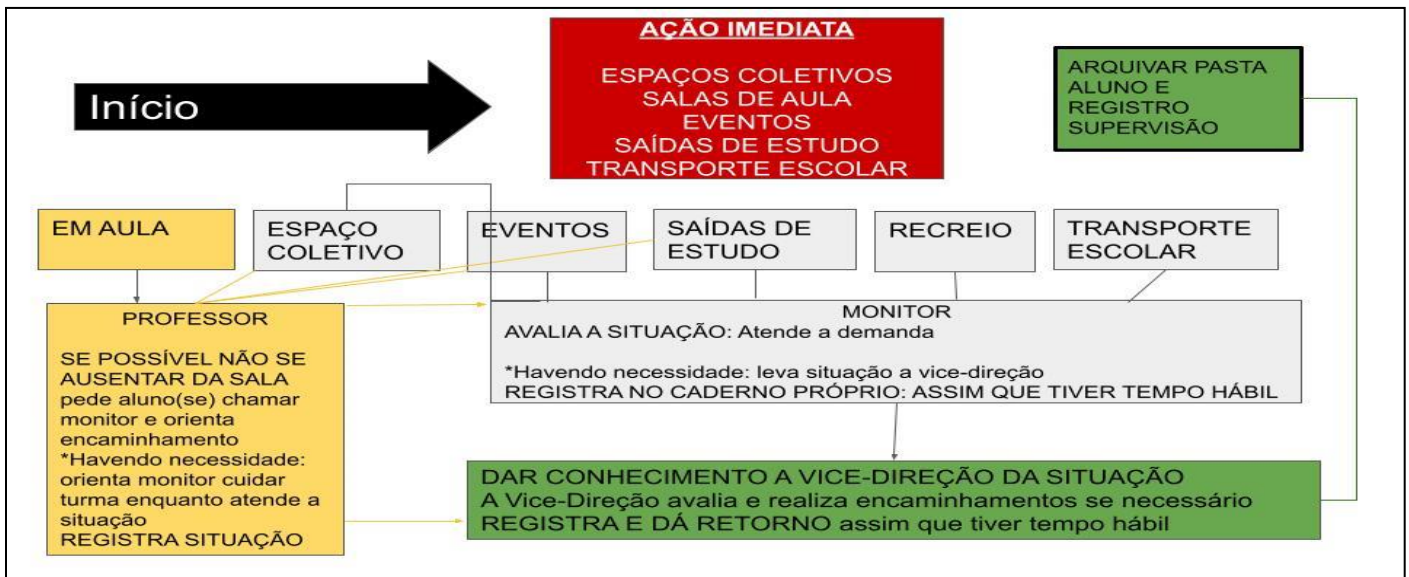 Início
AÇÃO IMEDIATA
ESPAÇOS COLETIVOS
SALAS DE AULA
EVENTOS
SAÍDAS DE ESTUDO
TRANSPORTE ESCOLAR
ARQUIVAR PASTA
ALUNO E
REGISTRO
SUPERVISÃO
EM AULA
ESPAÇO
COLETIVO
EVENTOS
SAÍDAS DE
ESTUDO
RECREIO
TRANSPORTE
ESCOLAR
PROFESSOR
SE POSSÍVEL NÃO SE
AUSENTAR DA SALA
pede aluno(se) chamar
monitor e orienta
encaminhamento
*Havendo necessidade:
orienta monitor cuidar
turma enquanto atende a
situação
REGISTRA SITUAÇÃO
MONITOR
AVALIA A SITUAÇÃO: Atende a demanda
*Havendo necessidade: leva situação a vice-direção
REGISTRA NO CADERNO PRÓPRIO: ASSIM QUE TIVER TEMPO HÁBIL
DAR CONHECIMENTO A VICE-DIREÇÃO DA SITUAÇÃO
A Vice-Direção avalia e realiza encaminhamentos se necessário
REGISTRA E DÁ RETORNO assim que tiver tempo hábil